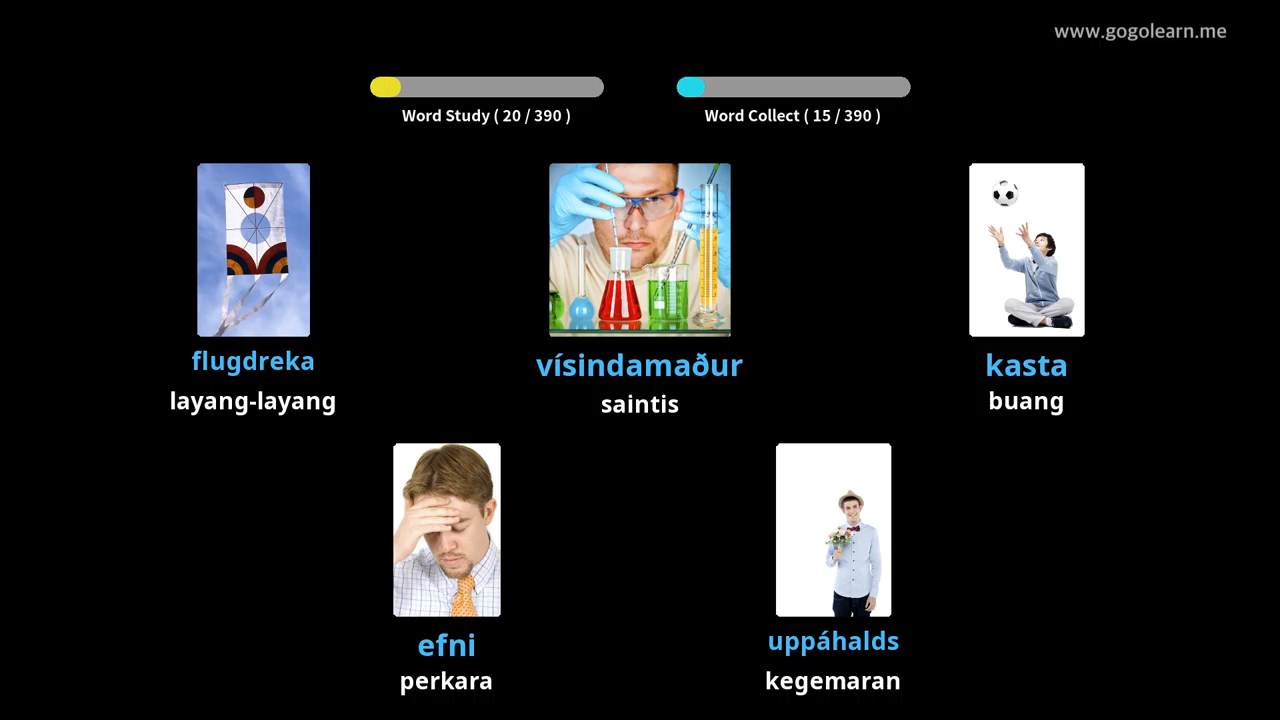 www.gogolearn.me
Word Study ( 20 / 390 )
Word Collect ( 15 / 390 )
flugdreka
layang-layang
vísindamaður
saintis
kasta
buang
efni
perkara
uppáhalds
kegemaran